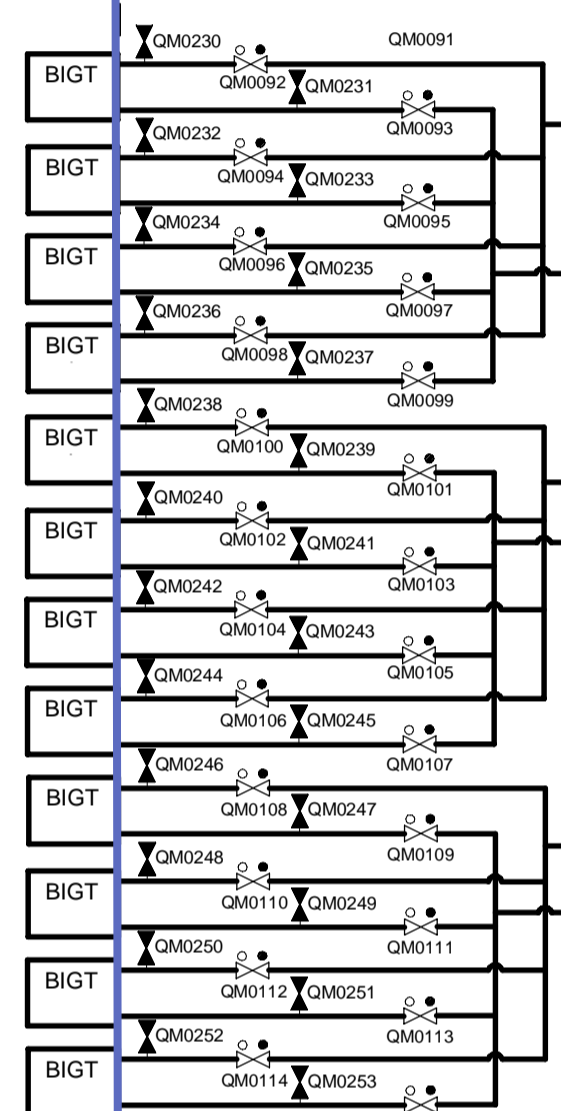 QM0230
QM0091
BIGT
QM0092
QM0231
QM0093
QM0232
BIGT
QM0094
QM0233
QM0095
QM0234
BIGT
QM0096
QM0235
QM0097
QM0236
BIGT
QM0098
QM0237
QM0099
QM0238
BIGT
QM0100
QM0239
QM0101
QM0240
BIGT
QM0102
QM0241
QM0103
QM0242
BIGT
QM0104
QM0243
QM0105
QM0244
BIGT
QM0106
QM0245
QM0107
QM0246
BIGT
QM0108
QM0247
QM0109
QM0248
BIGT
QM0110
QM0249
QM0111
QM0250
BIGT
QM0112
QM0251
QM0113
QM0252
BIGT
QM0114
QM0253